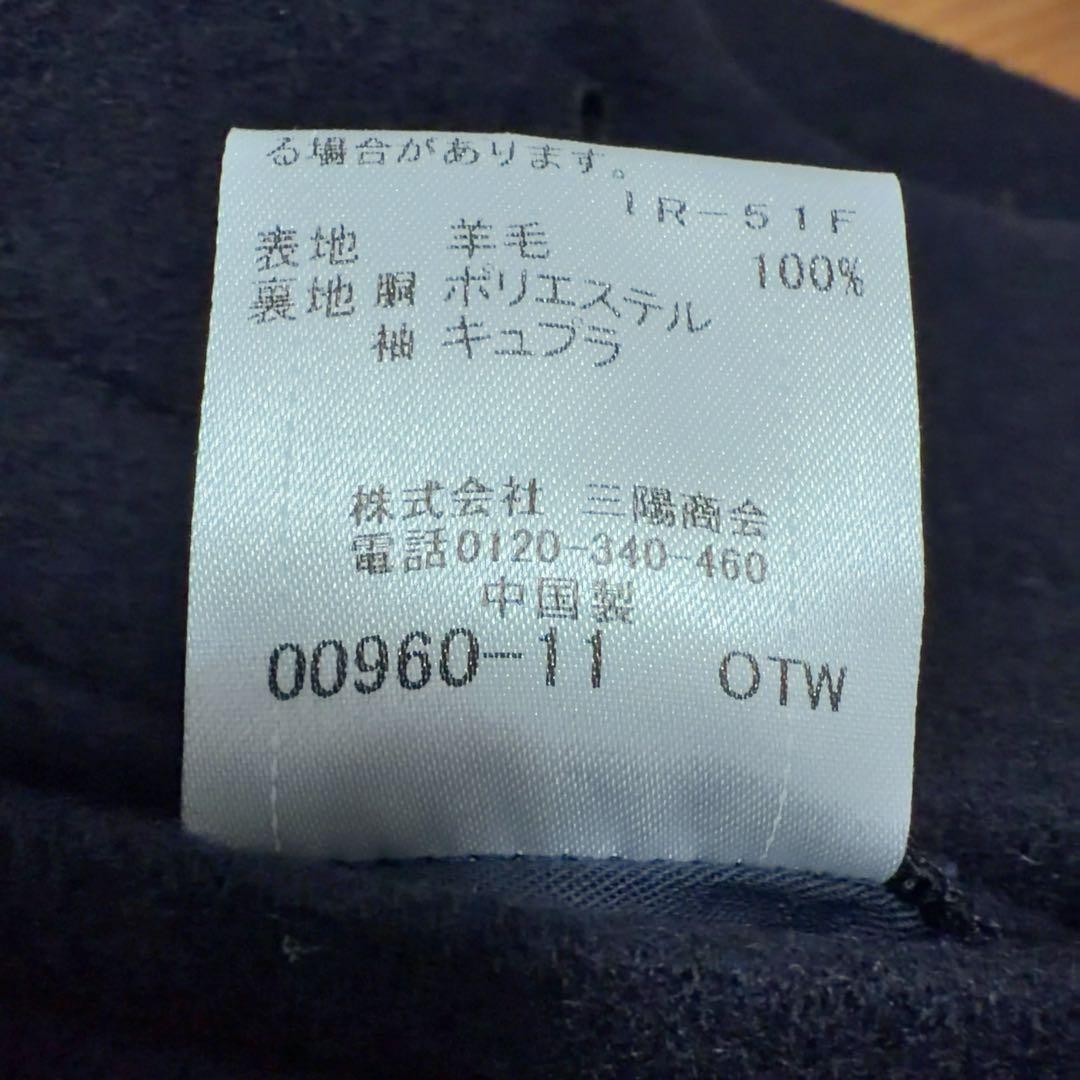 る場合があります。
IR-51F
表地 羊毛 100%
裏地 胴 ポリエステル
袖 キュプラ
株式会社 三陽商会
電話0120-340-460
中国製
00960-11 OTW